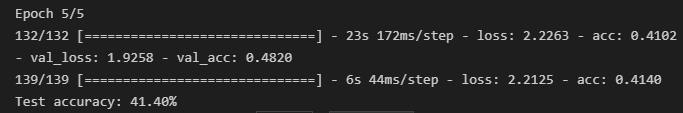 Epoch 5/5
132/132 [==============================] - 23s 172ms/step - loss: 2.2263 - acc: 0.4102
- val_loss: 1.9258 - val_acc: 0.4820
139/139 [==============================] - 6s 44ms/step - loss: 2.2125 - acc: 0.4140
Test accuracy: 41.40%